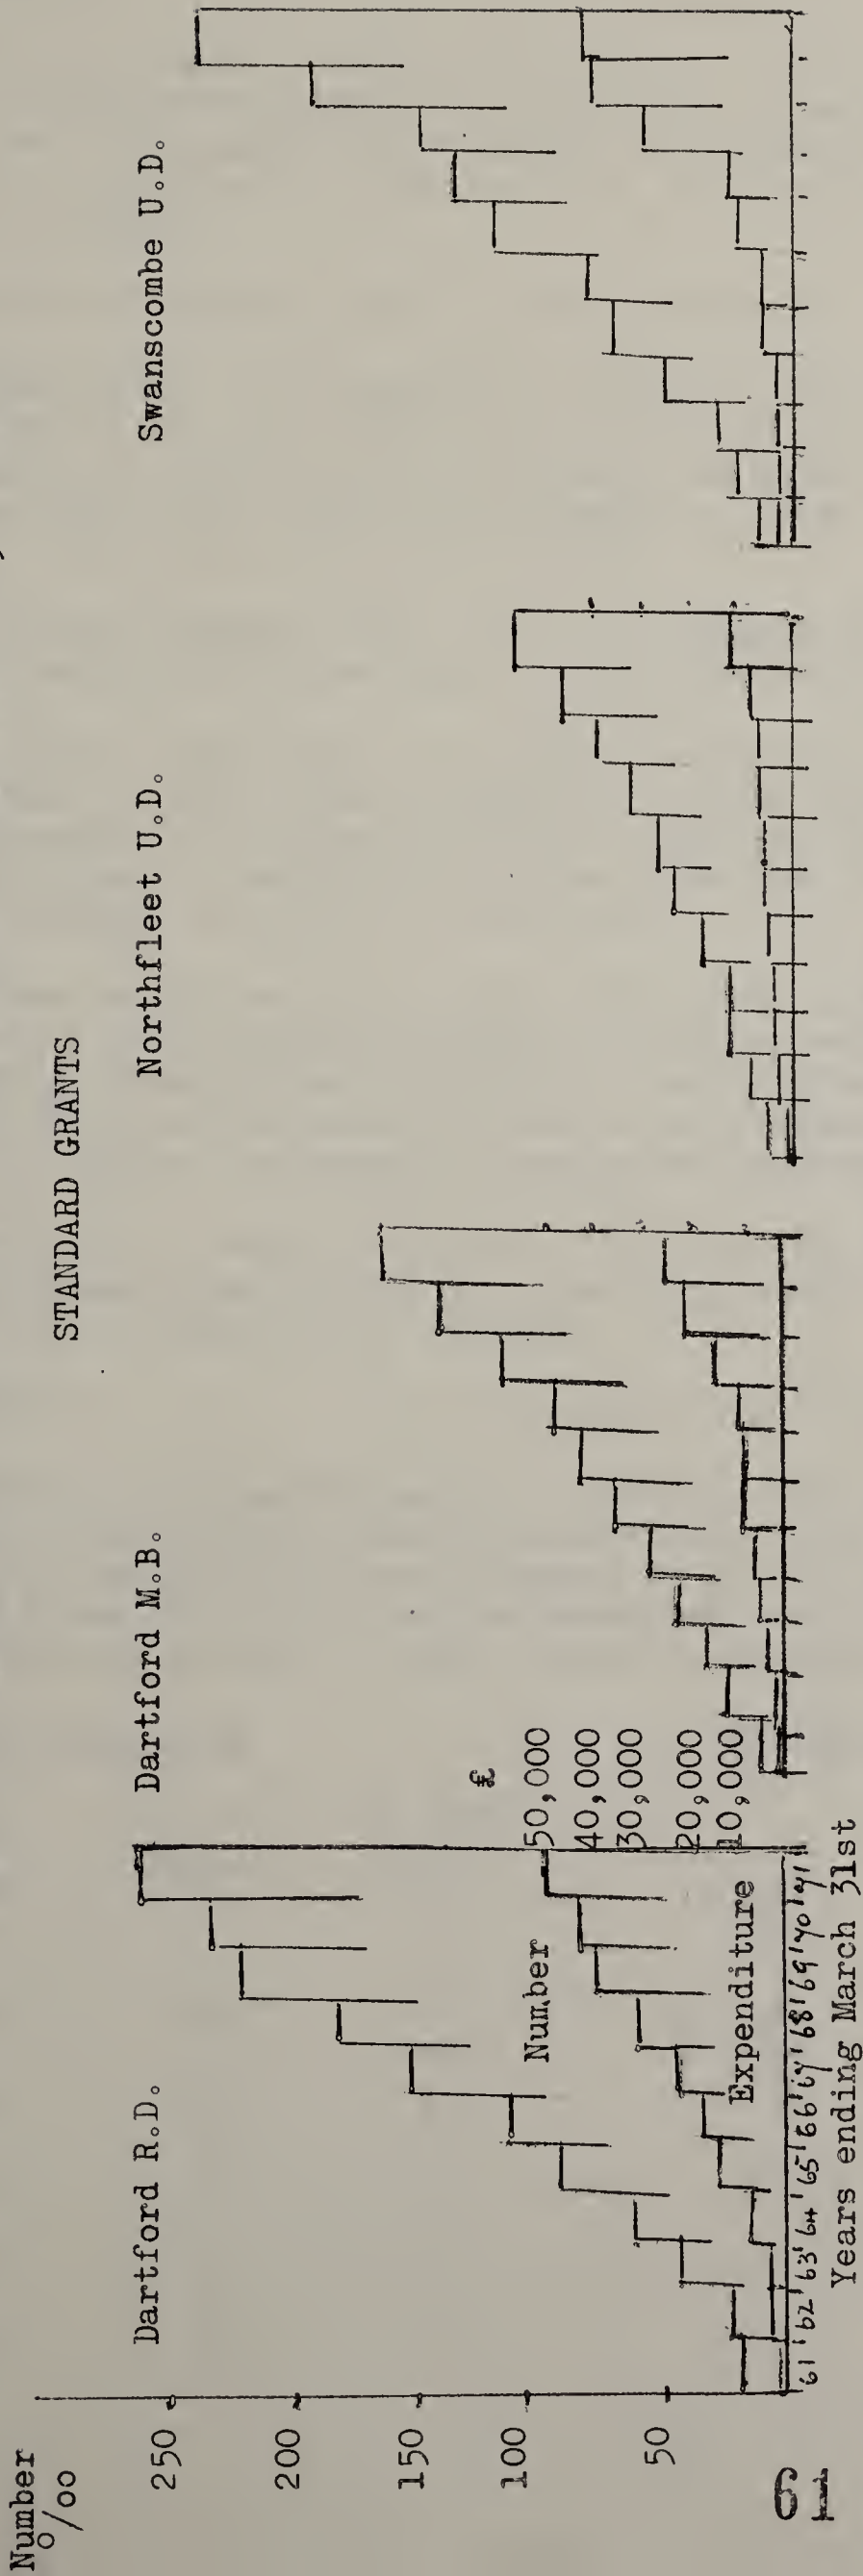 STANDARD GRANTS
Number
o/oo
Dartford R.D.
Dartford M.B.
Northfleet U.D.
Swanscombe U.D.
250
200
150
100
50
£
50,000
40,000
30,000
20,000
10,000
Number
Expenditure
61 '62 '63 '64 '65 '66 '67 '68 '69 '70 '71
Years ending March 31st
61